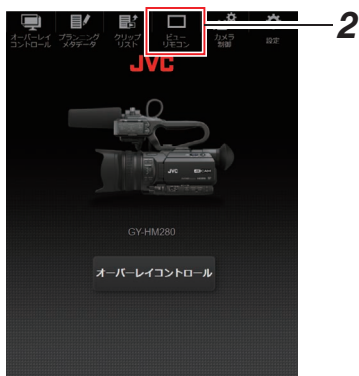 オーバーレイ
コントロール
プランニング
メタデータ
クリップ
リスト
ビュー
リモコン
カメラ
制御
設定
2
JVC
JVC
GY-HM280
オーバーレイコントロール